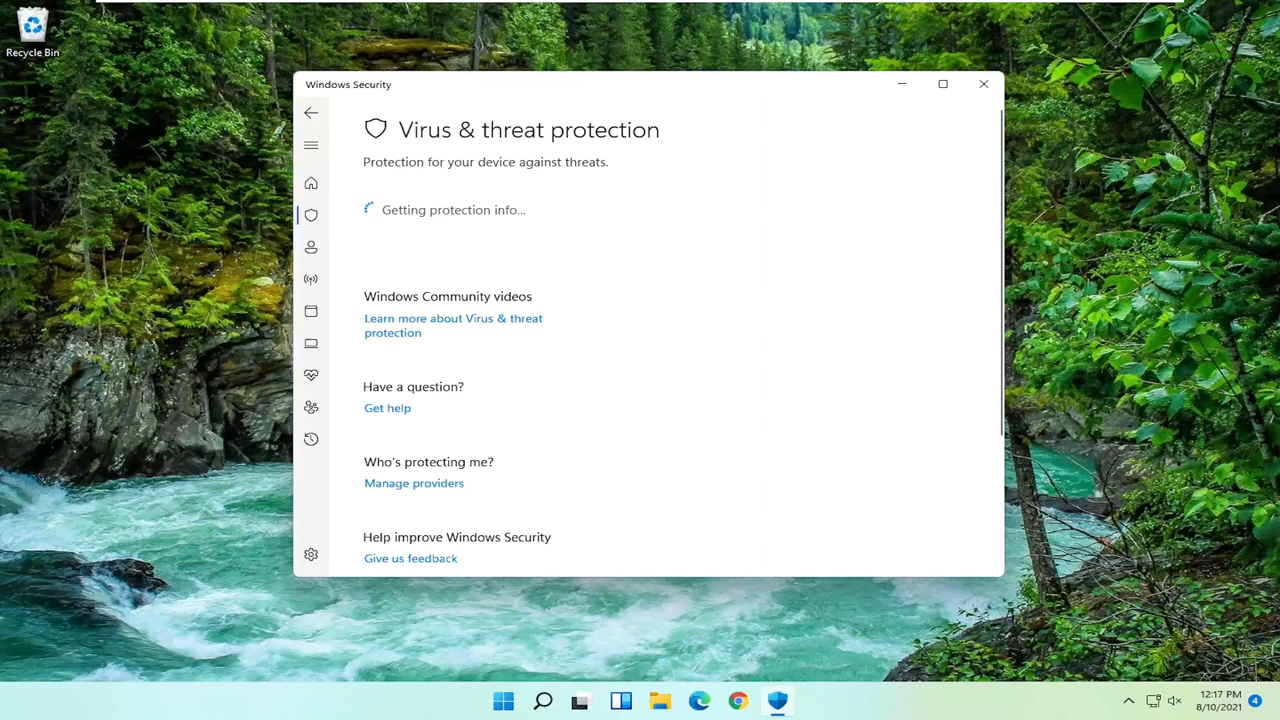 Recycle Bin
Windows Security
Virus & threat protection
Protection for your device against threats.
Getting protection info...
Windows Community videos
Learn more about Virus & threat
protection
Have a question?
Get help
Who's protecting me?
Manage providers
Help improve Windows Security
Give us feedback
12:17 PM
8/10/2021
4